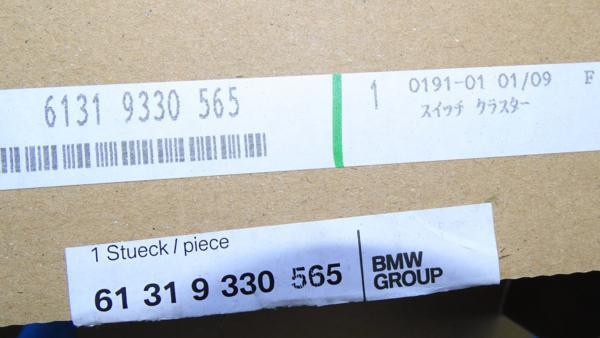 6131 9330 565
1
0191-01 01/09 F
スイッチ クラスター
1 Stueck / piece
61 31 9 330 565
BMW
GROUP